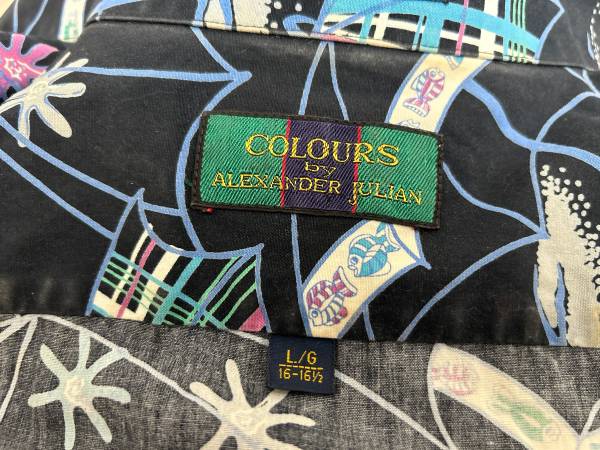 COLOURS
by
ALEXANDER JULIAN
L./G
16-16½